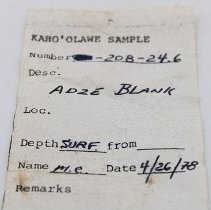 KAHO'OLAWE SAMPLE
Number -208-24.6
Desc.
ADZE BLANK
Loc.
Depth SURF. from
Name M.C. Date 4/26/78
Remarks